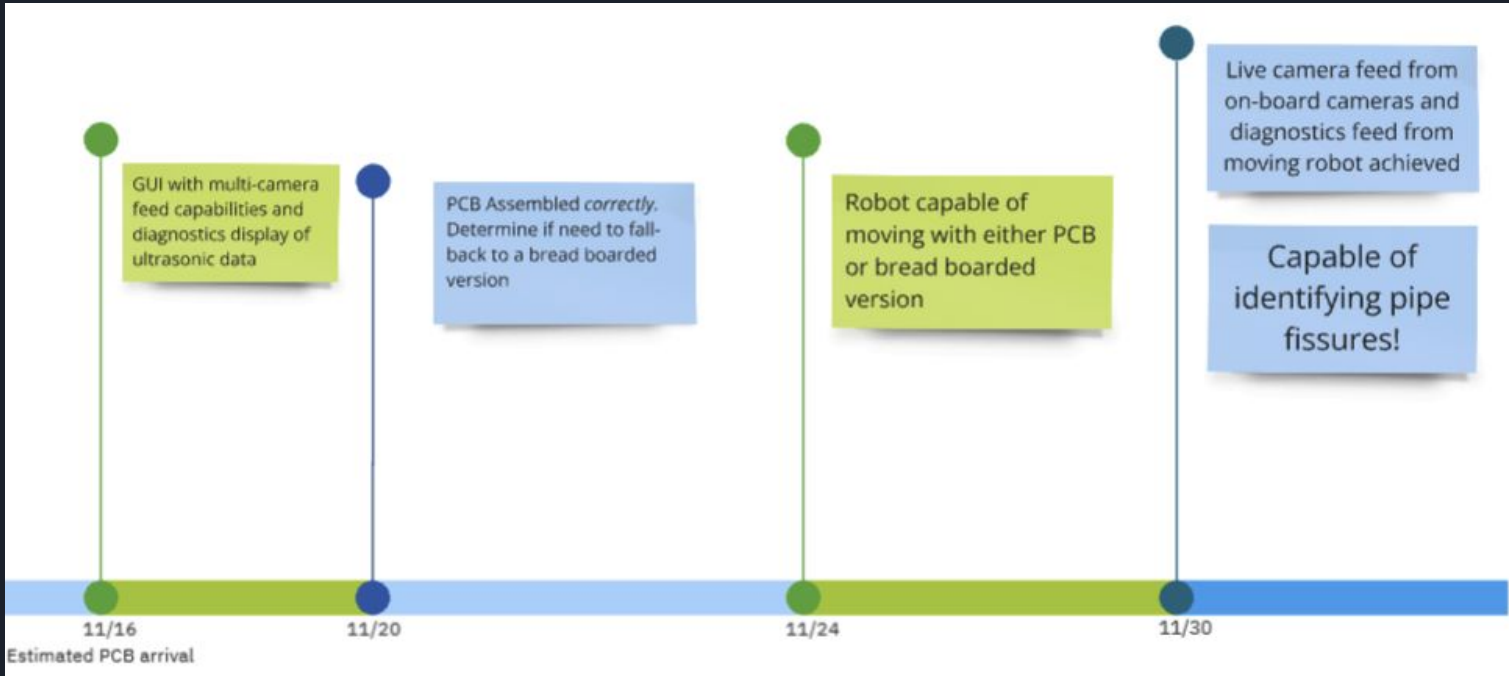 GUI with multi-camera
feed capabilities and
diagnostics display of
ultrasonic data
PCB Assembled correctly.
Determine if need to fall-
back to a bread boarded
version
Robot capable of
moving with either PCB
or bread boarded
version
Live camera feed from
on-board cameras and
diagnostics feed from
moving robot achieved
Capable of
identifying pipe
fissures!
11/16
11/20
11/24
11/30
Estimated PCB arrival